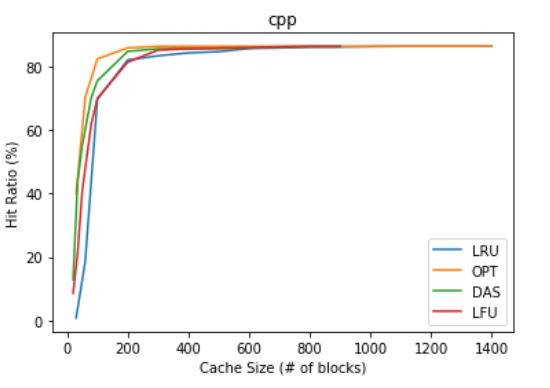 cpp
Hit Ratio (%)
80
60
40
20
0
0 200 400 600 800 1000 1200 1400
Cache Size (# of blocks)
LRU
OPT
DAS
LFU